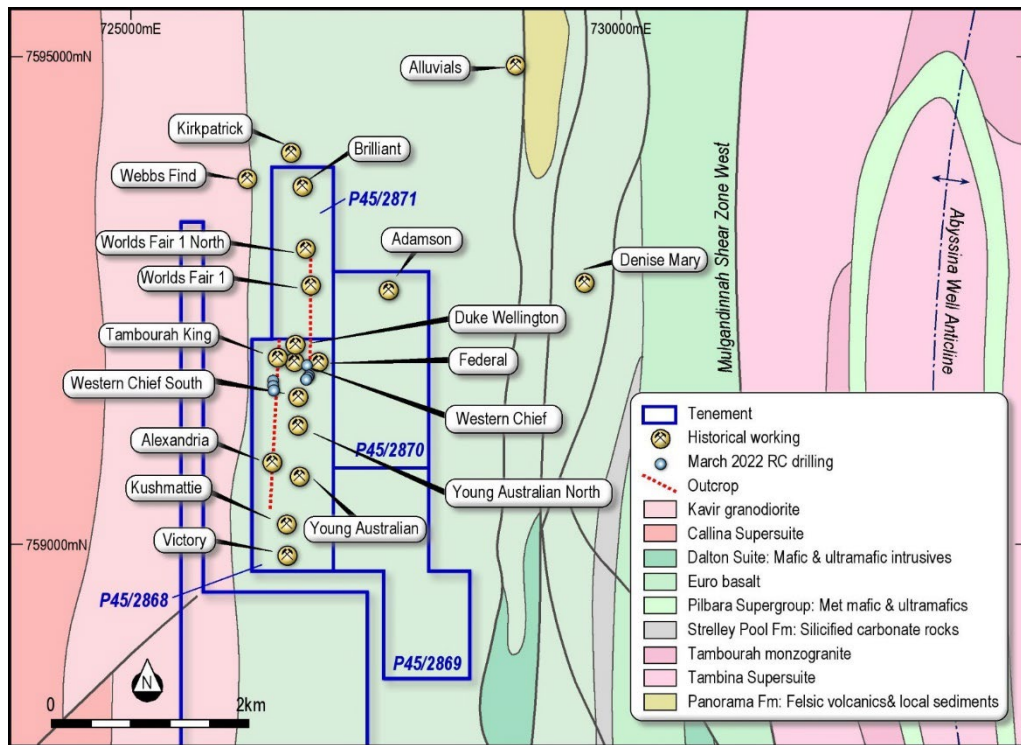 725000mE
730000mE
7595000mN
Alluvials
Kirkpatrick
Brilliant
Webbs Find
P45/2871
Worlds Fair 1 North
Adamson
Denise Mary
Worlds Fair 1
Mulgandinnah Shear Zone West
Abyssina Well Anticline
Duke Wellington
Tambourah King
Federal
Western Chief South
Western Chief
Alexandria
P45/2870
Young Australian North
Kushmattie
Young Australian
Victory
759000mN
P45/2868
P45/2869
N
0 2km
Tenement
Historical working
March 2022 RC drilling
Outcrop
Kavir granodiorite
Callina Supersuite
Dalton Suite: Mafic & ultramafic intrusives
Euro basalt
Pilbara Supergroup: Met mafic & ultramafics
Strelley Pool Fm: Silicified carbonate rocks
Tambourah monzogranite
Tambina Supersuite
Panorama Fm: Felsic volcanics& local sediments